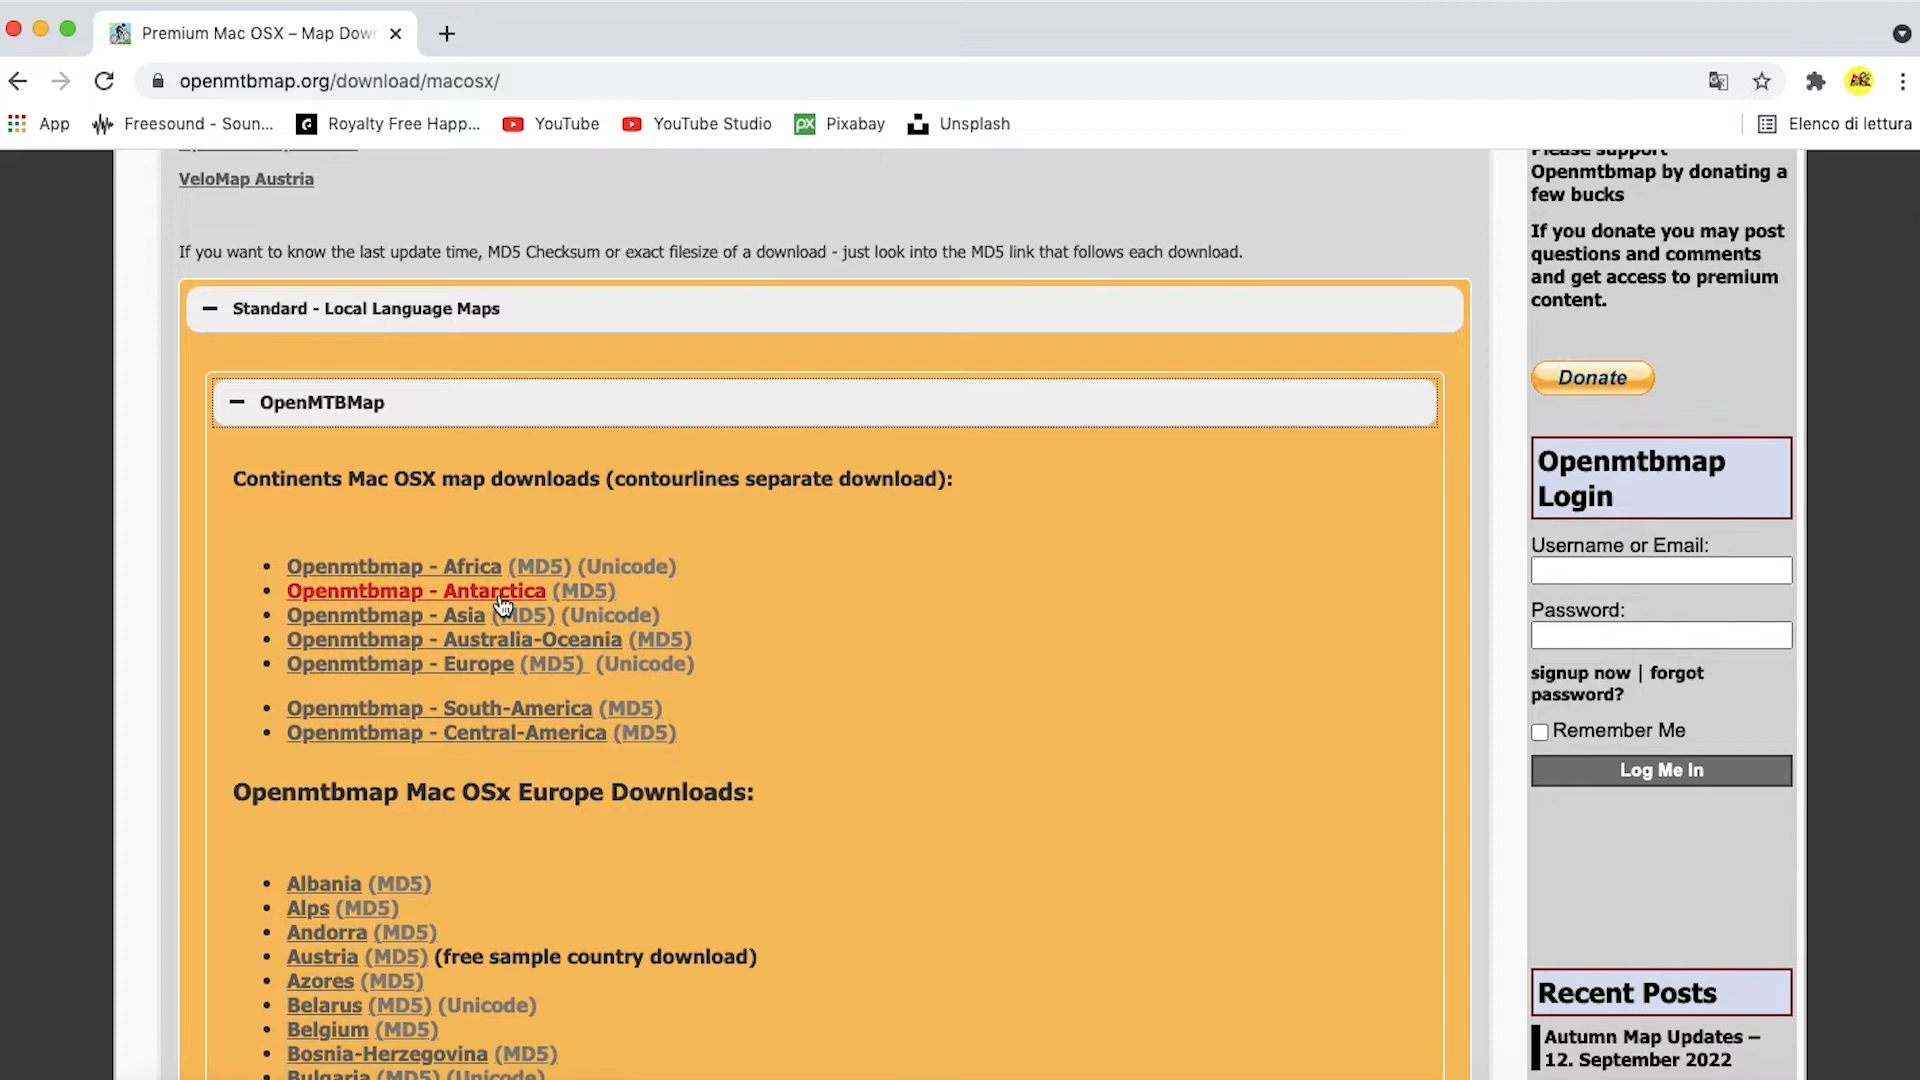 Premium Mac OSX – Map Dow
openmtbmap.org/download/macosx/
App
Freesound - Soun...
Royalty Free Happ...
YouTube
YouTube Studio
Pixabay
Unsplash
Elenco di lettura
VeloMap Austria
If you want to know the last update time, MD5 Checksum or exact filesize of a download - just look into the MD5 link that follows each download.
Standard - Local Language Maps
OpenMTBMap
Continents Mac OSX map downloads (contourlines separate download):
Openmtbmap - Africa (MD5) (Unicode)
Openmtbmap - Antarctica (MD5)
Openmtbmap - Asia (MD5) (Unicode)
Openmtbmap - Australia-Oceania (MD5)
Openmtbmap - Europe (MD5) (Unicode)
Openmtbmap - South-America (MD5)
Openmtbmap - Central-America (MD5)
Openmtbmap Mac OSx Europe Downloads:
Albania (MD5)
Alps (MD5)
Andorra (MD5)
Austria (MD5) (free sample country download)
Azores (MD5)
Belarus (MD5) (Unicode)
Belgium (MD5)
Bosnia-Herzegovina (MD5)
Bulgaria (MD5) (Unicode)
Please support
Openmtbmap by donating a
few bucks
If you donate you may post
questions and comments
and get access to premium
content.
Donate
Openmtbmap
Login
Username or Email:
Password:
signup now | forgot
password?
Remember Me
Log Me In
Recent Posts
Autumn Map Updates –
12. September 2022